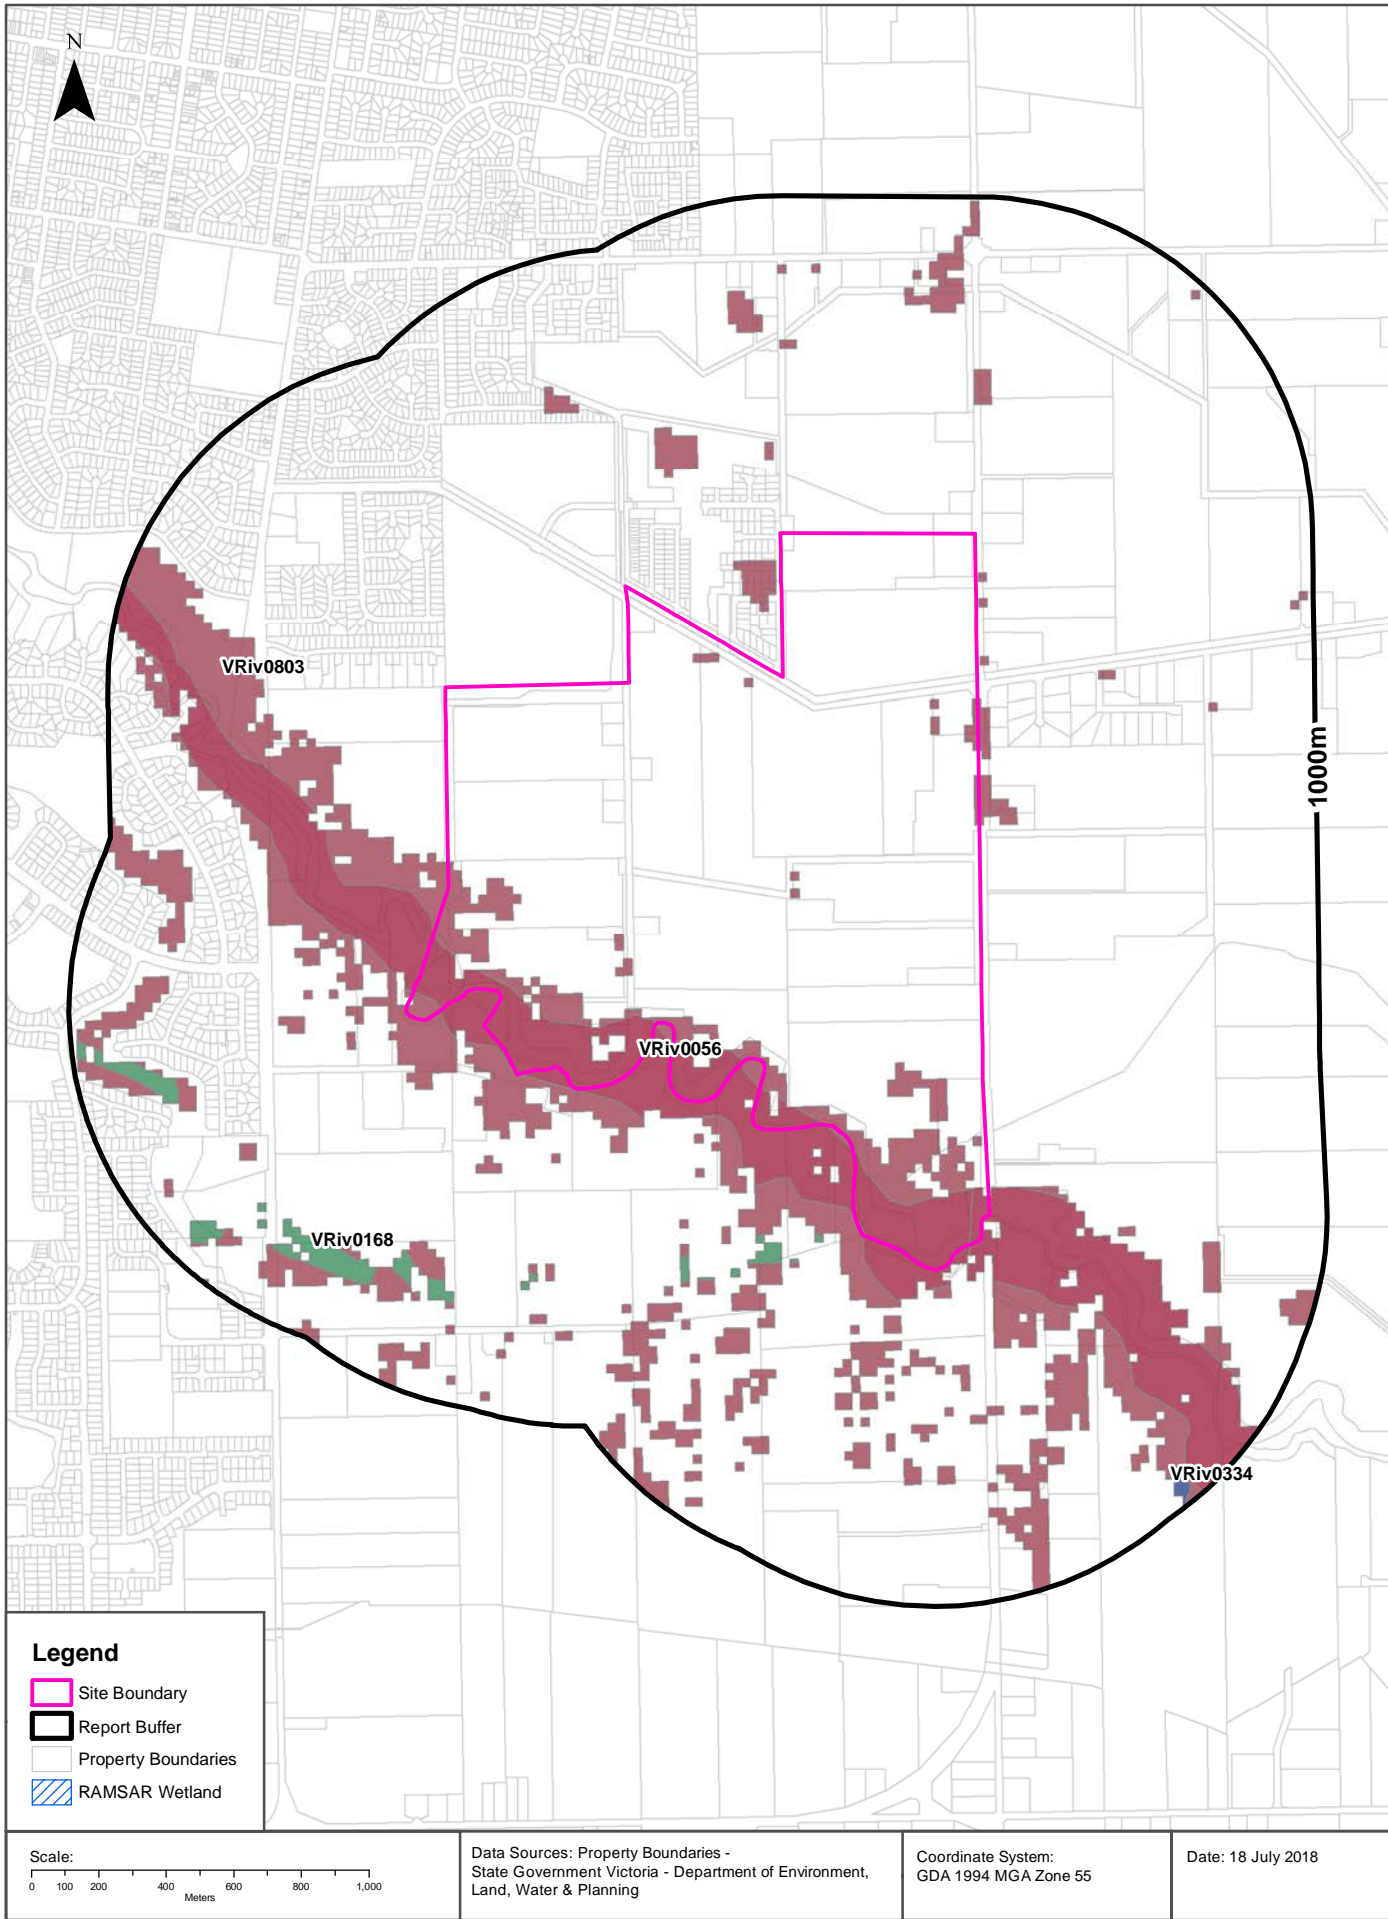 N
VRiv0803
1000m
VRiv0056
VRiv0168
VRiv0334
Legend
Site Boundary
Report Buffer
Property Boundaries
RAMSAR Wetland
Scale:
0 100 200 400 600 800 1,000
Meters
Data Sources: Property Boundaries -
State Government Victoria - Department of Environment,
Land, Water & Planning
Coordinate System:
GDA 1994 MGA Zone 55
Date: 18 July 2018